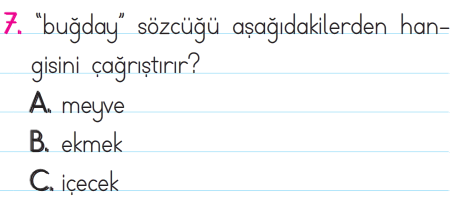 7. "buğday" sözcüğü aşağıdakilerden han-
gisini çağrıştırır?
A. meyve
B. ekmek
C. içecek